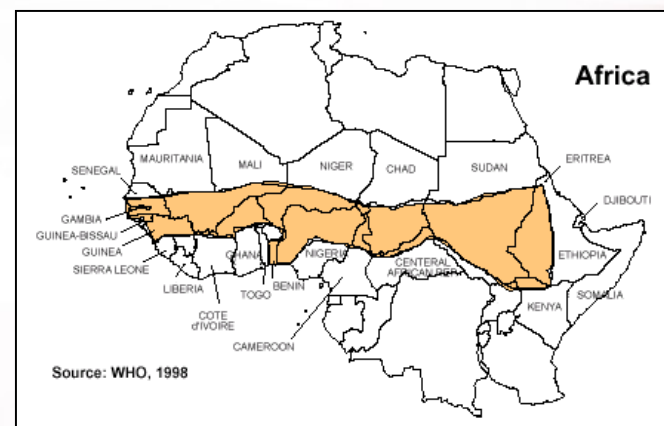 Africa
MAURITANIA
MALI
NIGER
CHAD
SUDAN
ERITREA
SENEGAL
DJIBOUTI
GAMBIA
GUINEA-BISSAU
GUINEA
SIERRA LEONE
LIBERIA
COTE
d'IVOIRE
GHANA
TOGO
BENIN
NIGERIA
CAMEROON
CENTRAL
AFRICAN REP.
ETHIOPIA
KENYA
SOMALIA
Source: WHO, 1998